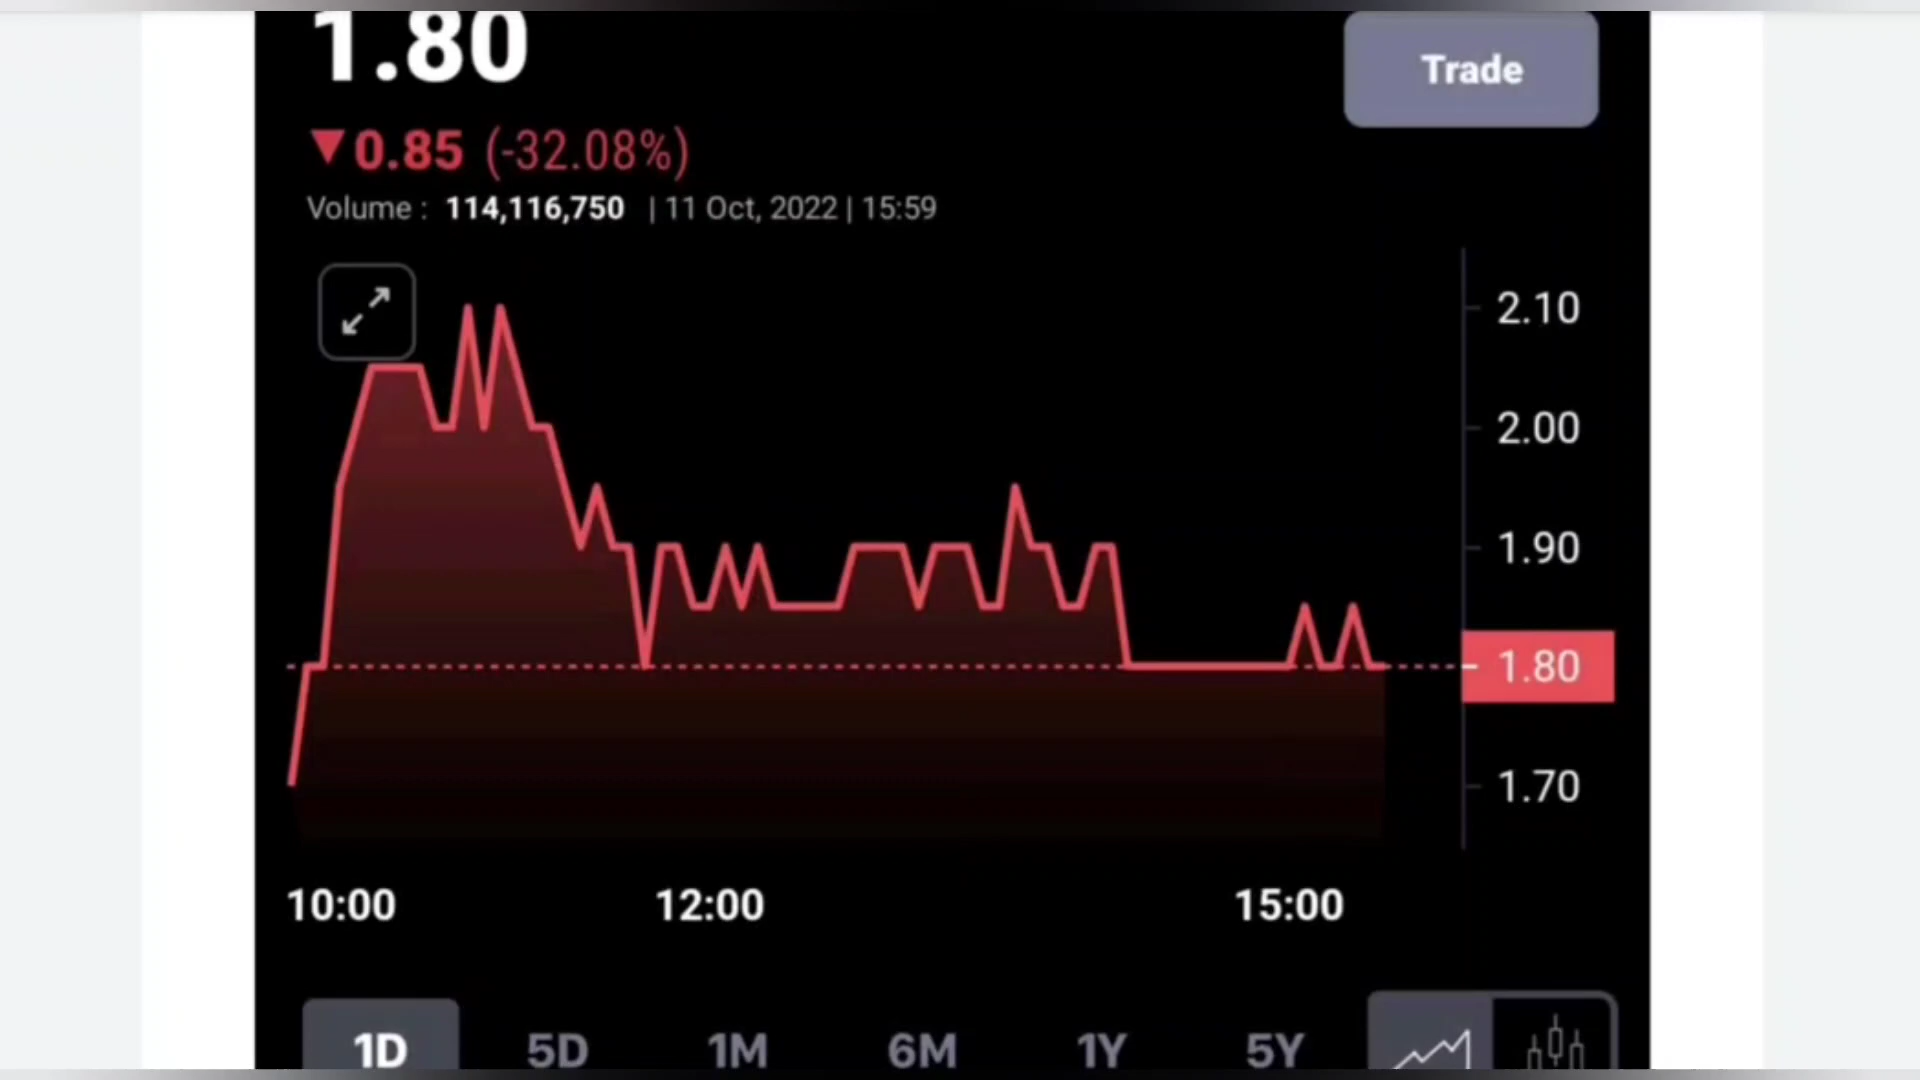 1.80
Trade
▼0.85 (-32.08%)
Volume : 114,116,750 | 11 Oct, 2022 | 15:59
2.10
2.00
1.90
1.80
1.70
10:00 12:00 15:00
1D 5D 1M 6M 1Y 5Y